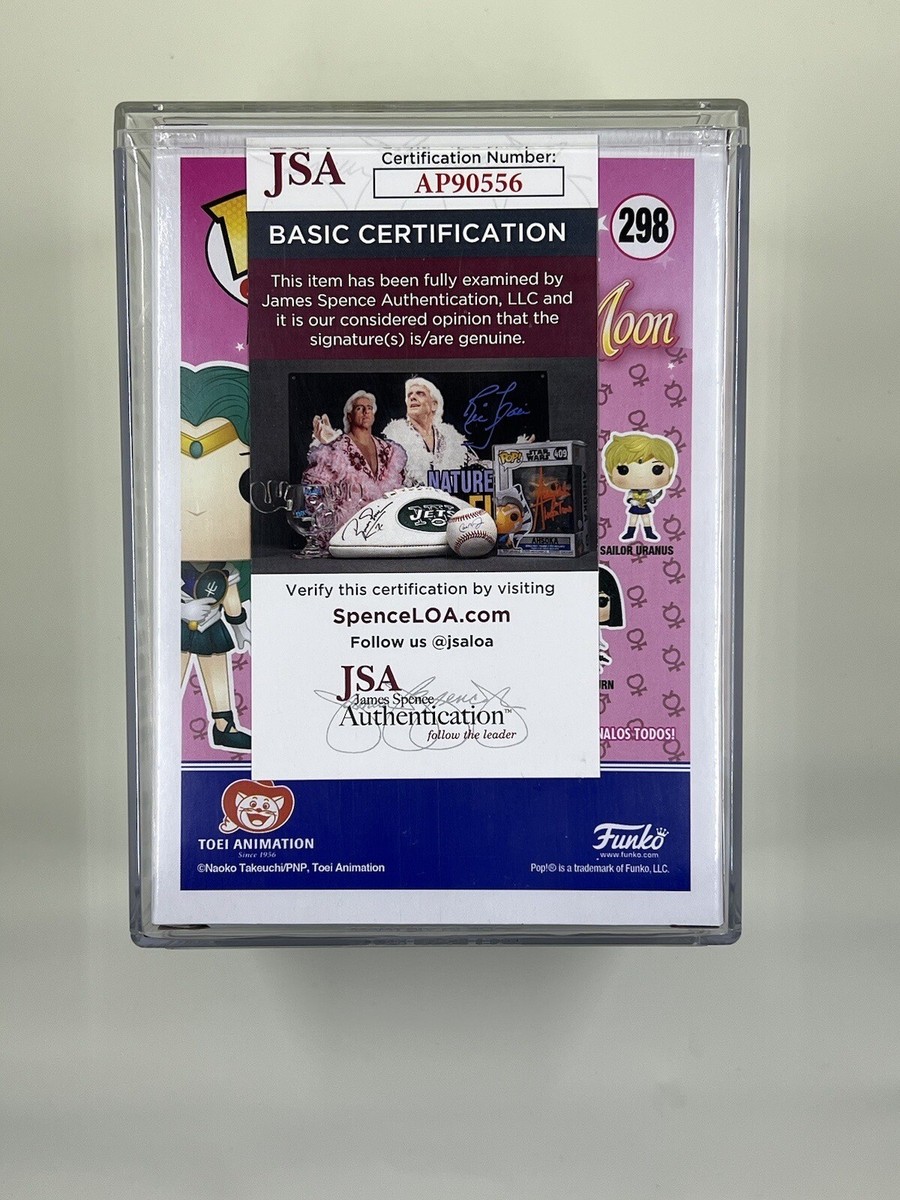 JSA
Certification Number:
AP90556
BASIC CERTIFICATION
This item has been fully examined by
James Spence Authentication, LLC and
it is our considered opinion that the
signature(s) is/are genuine.
298
Moon
NATURE
JETS
POP!
STAR WARS
409
AHSOKA
SAILOR URANUS
Verify this certification by visiting
SpenceLOA.com
Follow us @jsaloa
JSA
James Spence
Authentication™
follow the leader
URN
NALOS TODOS!
TOEI ANIMATION
Since 1956
©Naoko Takeuchi/PNP, Toei Animation
Funko
www.funko.com
Pop!® is a trademark of Funko, LLC.